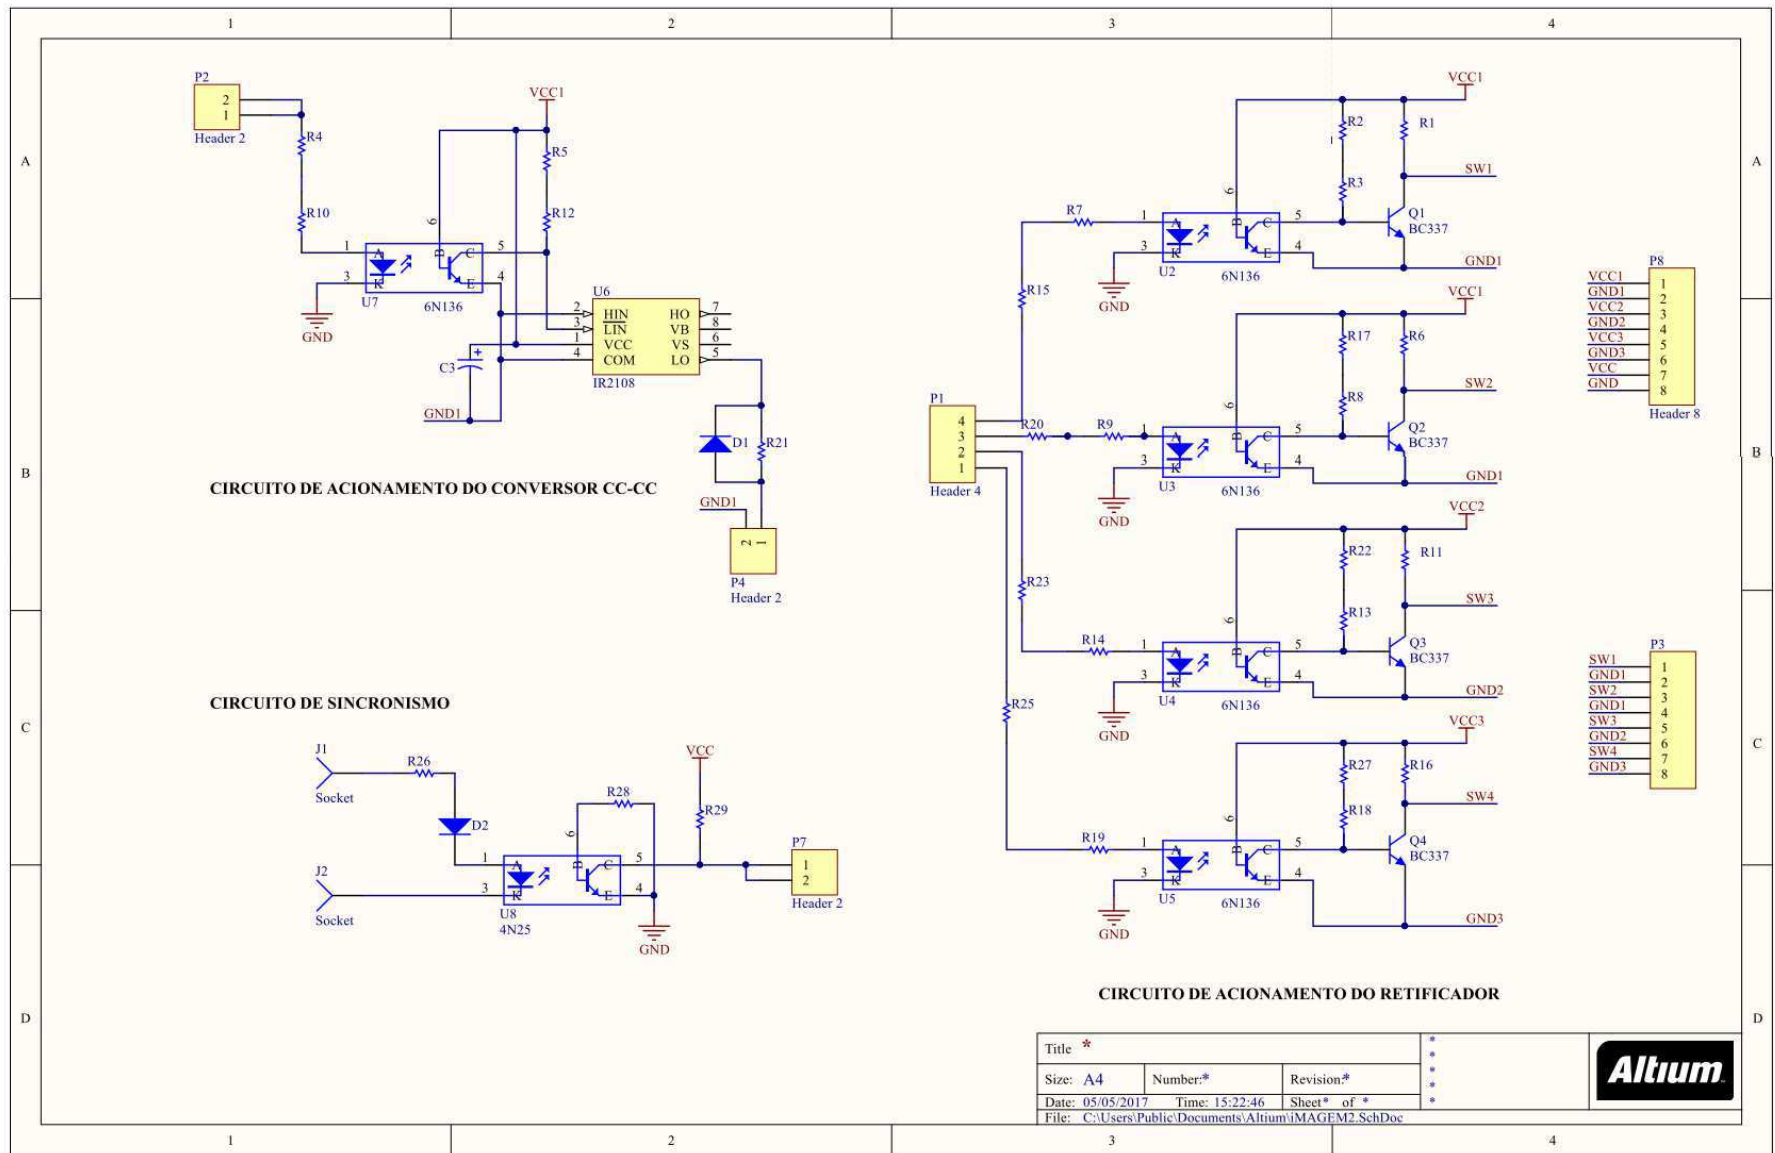 1 2 3 4
A
B
C
D
P2
2
1
Header 2
R4
R10
VCC1
R5
R12
6
1 A B C 5
3 K E 4
U7 6N136
GND
U6
2 HIN HO 7
3 LIN VB 8
1 VCC VS 6
4 COM LO 5
IR2108
C3 +
GND1
D1 R21
GND1
2 1
P4
Header 2
CIRCUITO DE ACIONAMENTO DO CONVERSOR CC-CC
CIRCUITO DE SINCRONISMO
J1
Socket
R26
D2
J2
Socket
R28
6
1 A B C 5
3 K E 4
U8
4N25
VCC
R29
GND
P7
1
2
Header 2
P1
4
3
2
1
Header 4
R7
R15
R20 R9
R23
R14
R25
R19
VCC1
R2 R1
R3
SW1
6
1 A B C 5
3 K E 4
U2 6N136
Q1
BC337
GND1
GND
VCC1
R17 R6
R8
SW2
6
1 A B C 5
3 K E 4
U3 6N136
Q2
BC337
GND1
GND
VCC2
R22 R11
R13
SW3
6
1 A B C 5
3 K E 4
U4 6N136
Q3
BC337
GND2
GND
VCC3
R27 R16
R18
SW4
6
1 A B C 5
3 K E 4
U5 6N136
Q4
BC337
GND3
GND
P8
VCC1 1
GND1 2
VCC2 3
GND2 4
VCC3 5
GND3 6
VCC 7
GND 8
Header 8
P3
SW1 1
GND1 2
SW2 3
GND1 4
SW3 5
GND2 6
SW4 7
GND3 8
CIRCUITO DE ACIONAMENTO DO RETIFICADOR
A
B
C
D
Title *
Size: A4 Number:* Revision:*
Date: 05/05/2017 Time: 15:22:46 Sheet* of *
File: C:\Users\Public\Documents\Altium\iMAGEM2.SchDoc
*
*
*
*
*
Altium
1 2 3 4